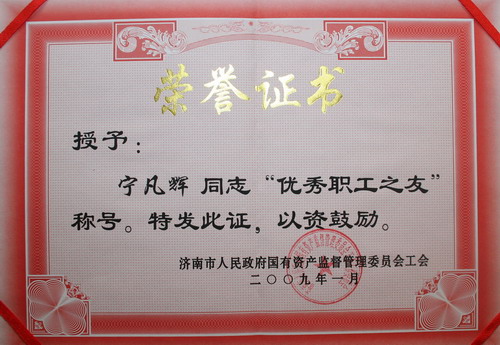 荣誉证书
授予：
宁凡辉 同志 “优秀职工之友”
称号。特发此证，以资鼓励。
济南市人民政府国有资产监督管理委员会工会
二〇〇九年一月